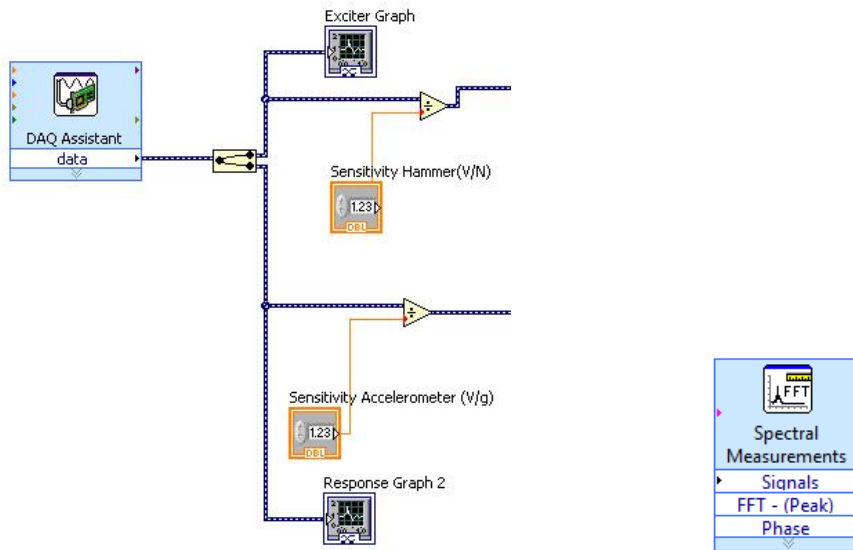 Exciter Graph
DAQ Assistant
data
÷
Sensitivity Hammer(V/N)
1.23
DBL
÷
Sensitivity Accelerometer (V/g)
1.23
DBL
Response Graph 2
FFT
Spectral
Measurements
Signals
FFT - (Peak)
Phase